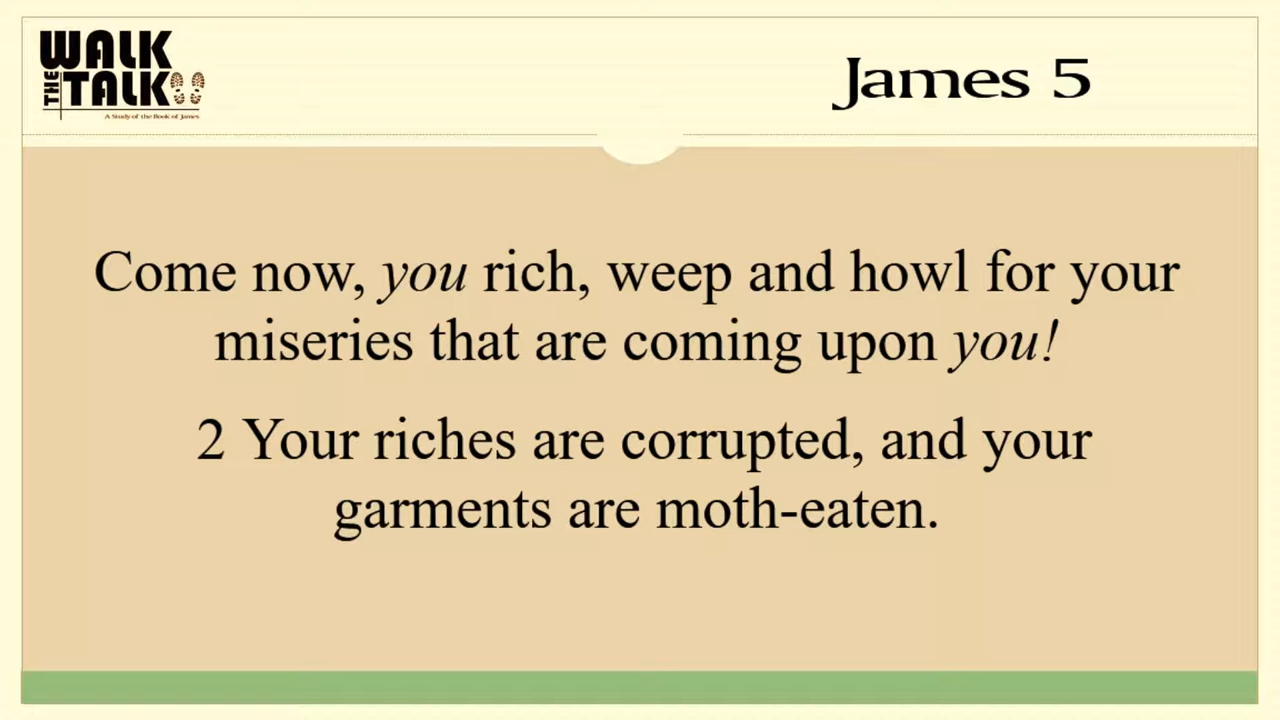 WALK
THE TALK
A Study of the Book of James
James 5
Come now, you rich, weep and howl for your
miseries that are coming upon you!
2 Your riches are corrupted, and your
garments are moth-eaten.